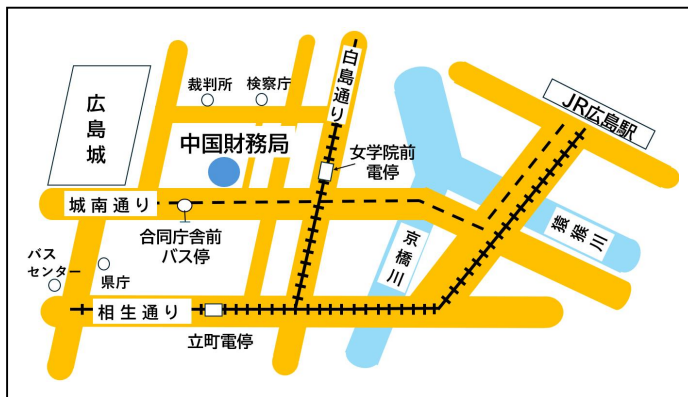 広島城
裁判所
検察庁
白島通り
JR広島駅
中国財務局
女学院前
電停
城南通り
合同庁舎前
バス停
猿猴川
京橋川
バス
センター
県庁
相生通り
立町電停